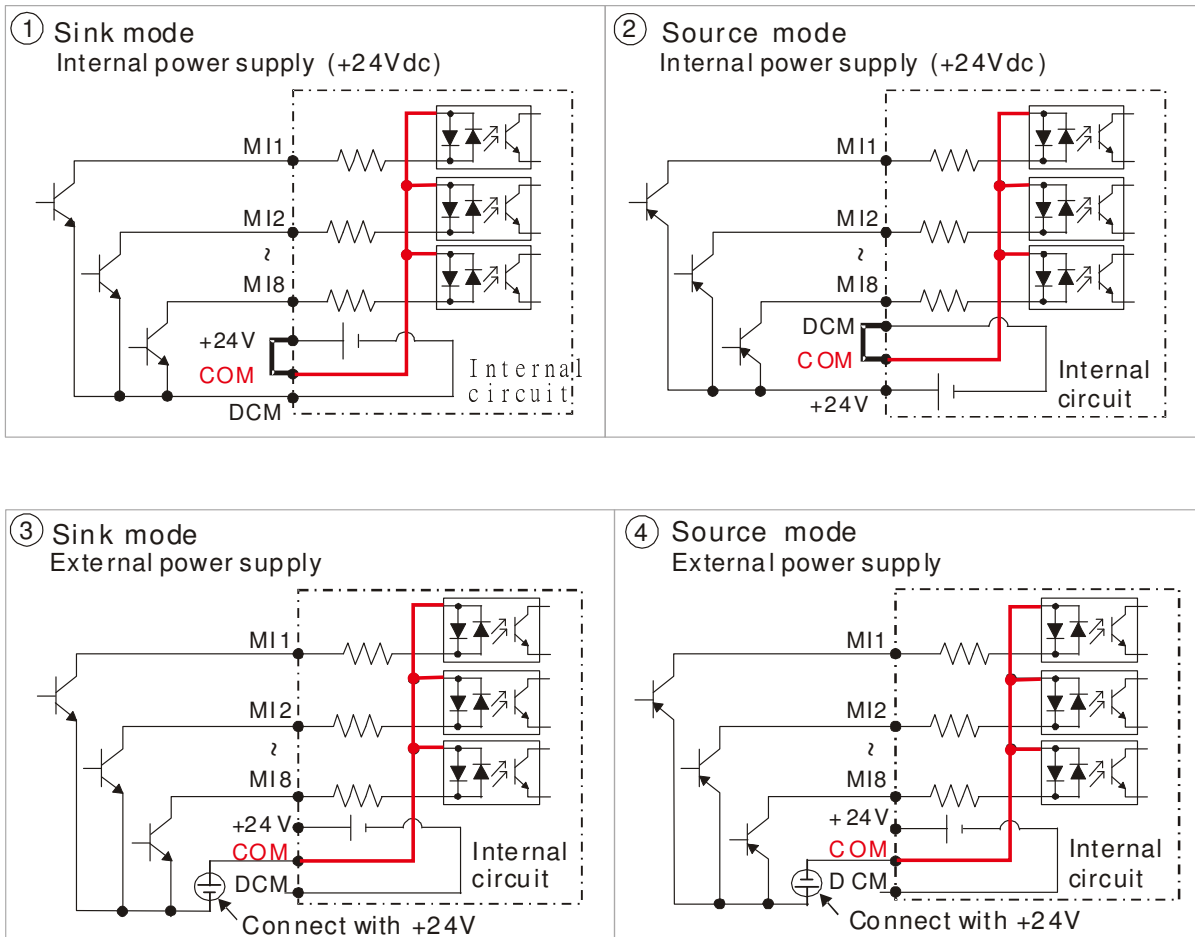 ① Sink mode
Internal power supply (+24Vdc)
MI1
MI2
~
MI8
+24V
COM
DCM
Internal
circuit
② Source mode
Internal power supply (+24Vdc)
MI1
MI2
~
MI8
DCM
COM
+24V
Internal
circuit
③ Sink mode
External power supply
MI1
MI2
~
MI8
+24V
COM
DCM
Internal
circuit
Connect with +24V
④ Source mode
External power supply
MI1
MI2
~
MI8
+24V
COM
DCM
Internal
circuit
Connect with +24V